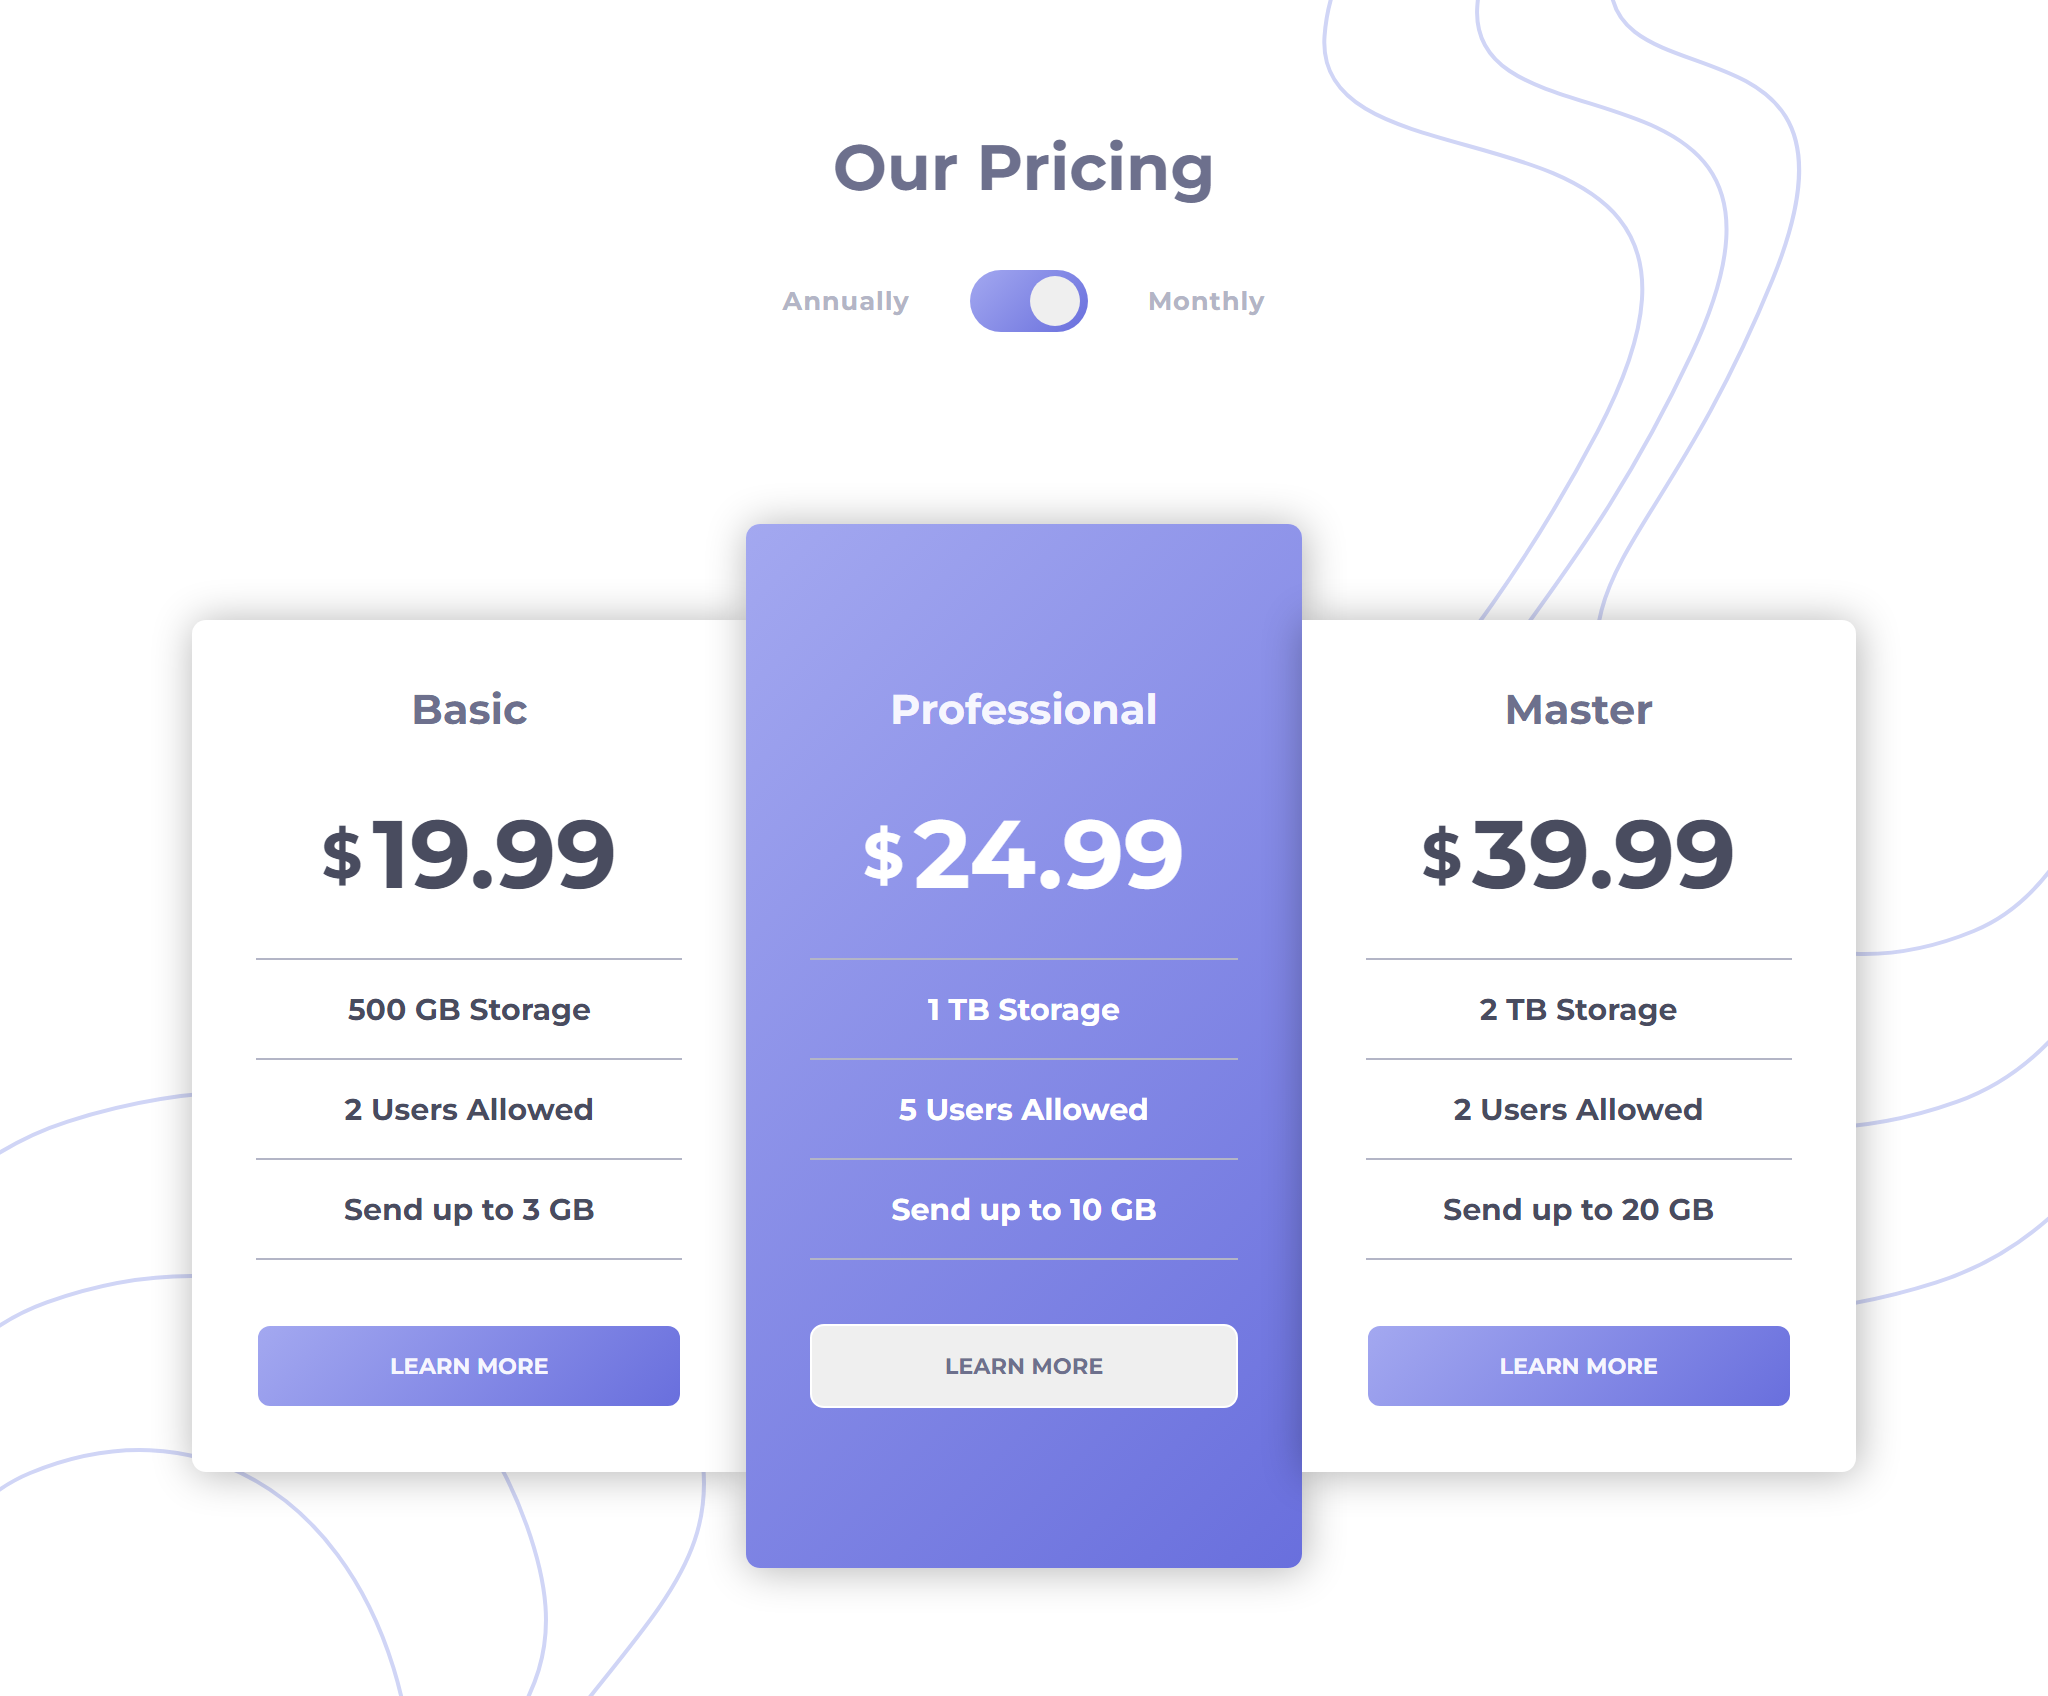 Our Pricing
Annually
Monthly
Basic
$19.99
500 GB Storage
2 Users Allowed
Send up to 3 GB
LEARN MORE
Professional
$24.99
1 TB Storage
5 Users Allowed
Send up to 10 GB
LEARN MORE
Master
$39.99
2 TB Storage
2 Users Allowed
Send up to 20 GB
LEARN MORE